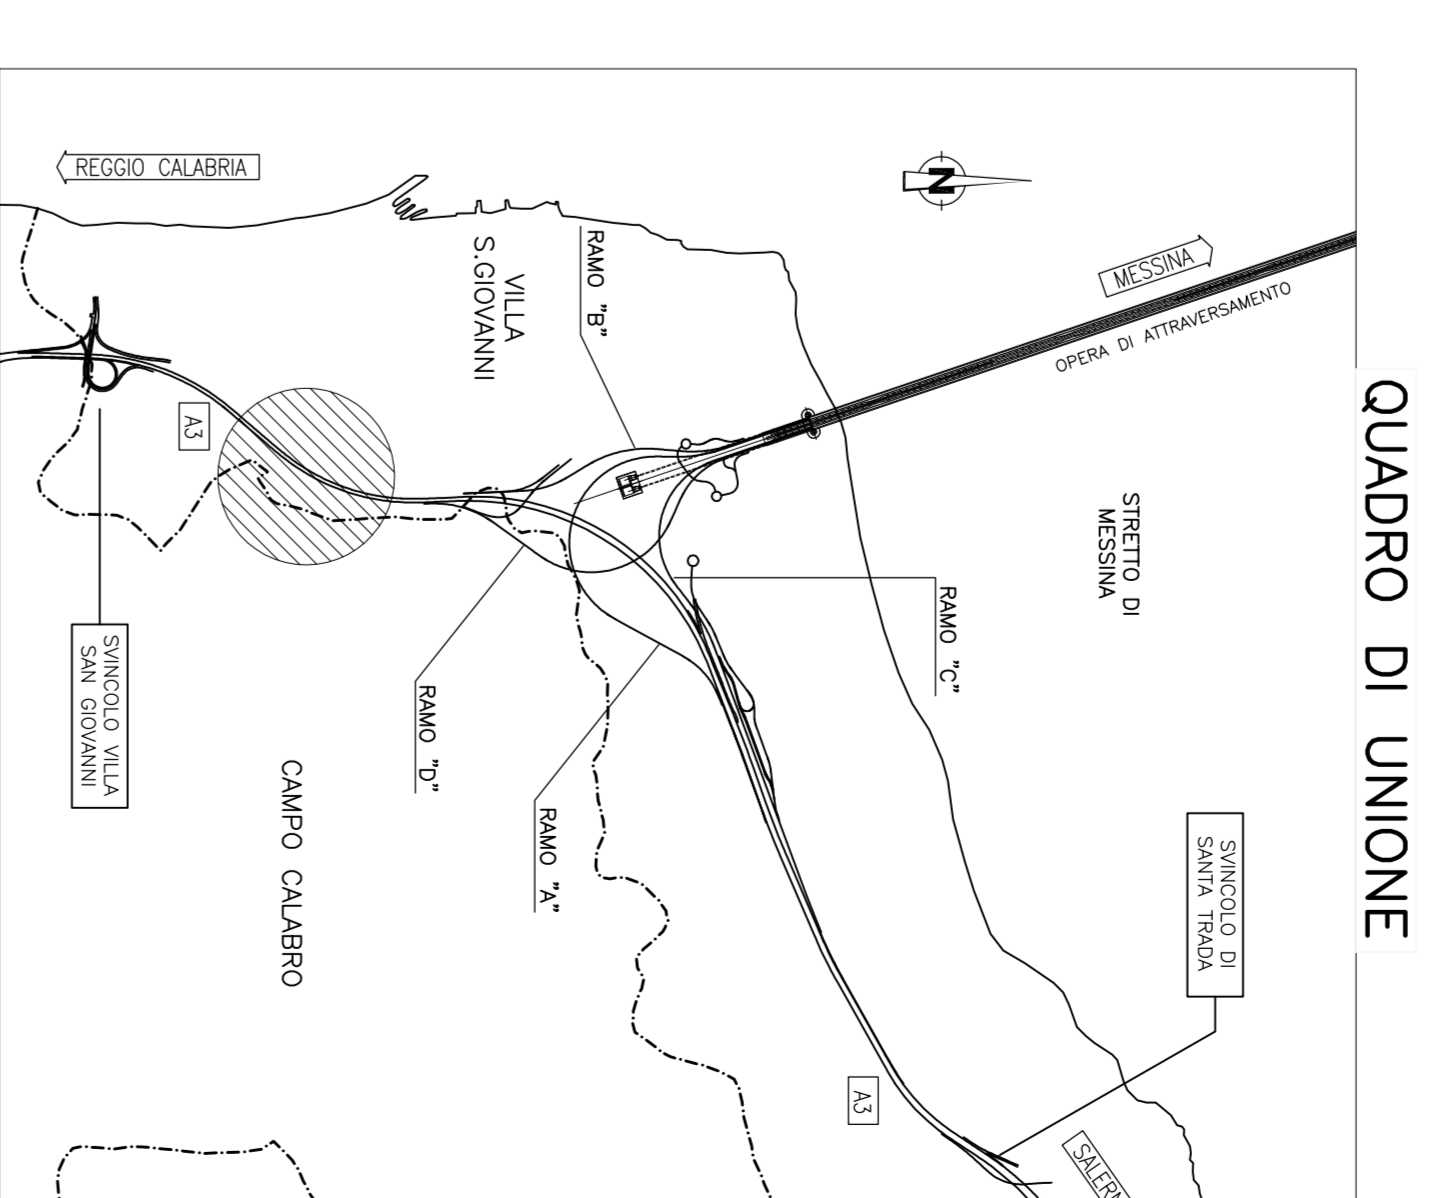 QUADRO DI UNIONE
REGGIO CALABRIA
N
MESSINA
OPERA DI ATTRAVERSAMENTO
VILLA
S.GIOVANNI
RAMO "B"
A3
STRETTO DI
MESSINA
RAMO "C"
SVINCOLO VILLA
SAN GIOVANNI
RAMO "D"
RAMO "A"
CAMPO CALABRO
SVINCOLO DI
SANTA TRADA
A3
SALERN